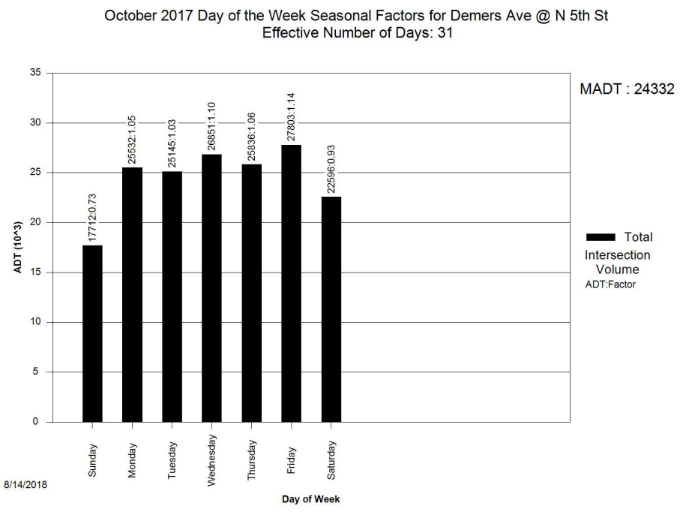 October 2017 Day of the Week Seasonal Factors for Demers Ave @ N 5th St
Effective Number of Days: 31
MADT : 24332
35
30
25
20
15
10
5
0
ADT (10^3)
17712:0.73
25532:1.05
25145:1.03
26851:1.10
25836:1.06
27803:1.14
22596:0.93
Total
Intersection
Volume
ADT:Factor
Sunday
Monday
Tuesday
Wednesday
Thursday
Friday
Saturday
Day of Week
8/14/2018